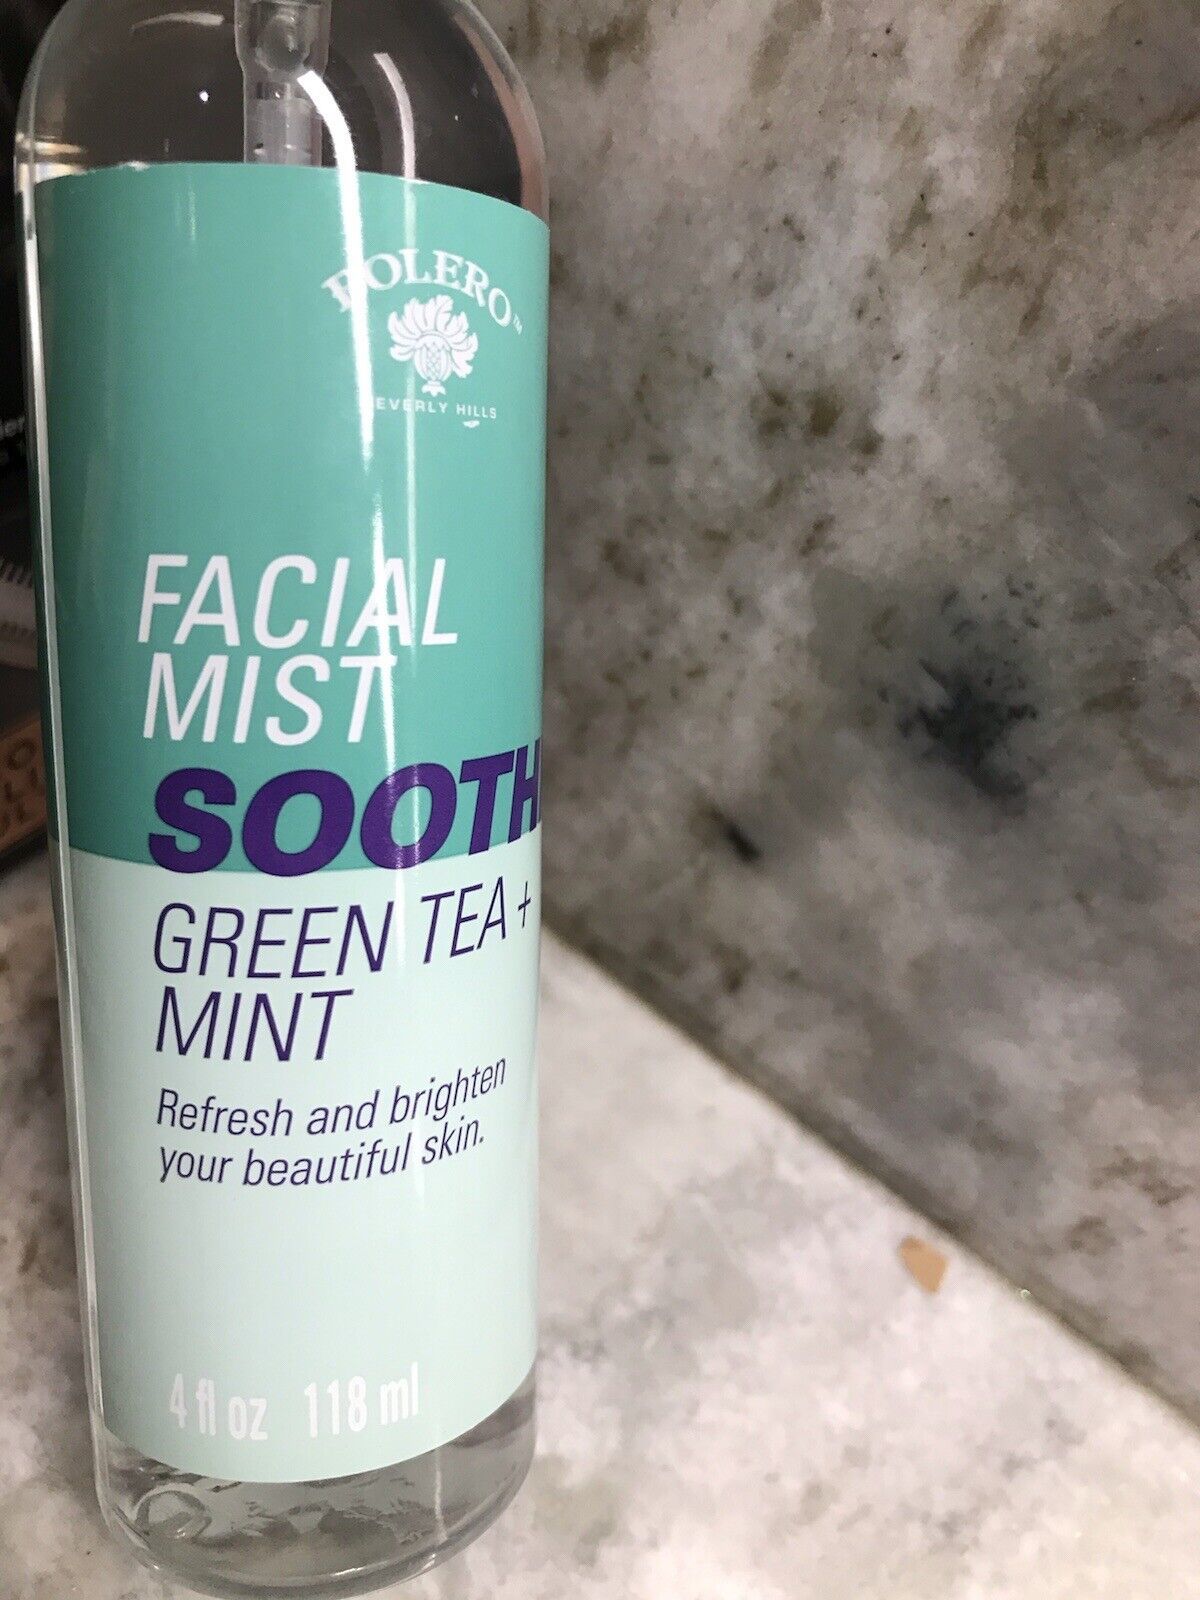 BOLERO™
BEVERLY HILLS
FACIAL
MIST
SOOTH
GREEN TEA +
MINT
Refresh and brighten
your beautiful skin.
4 fl oz 118 ml